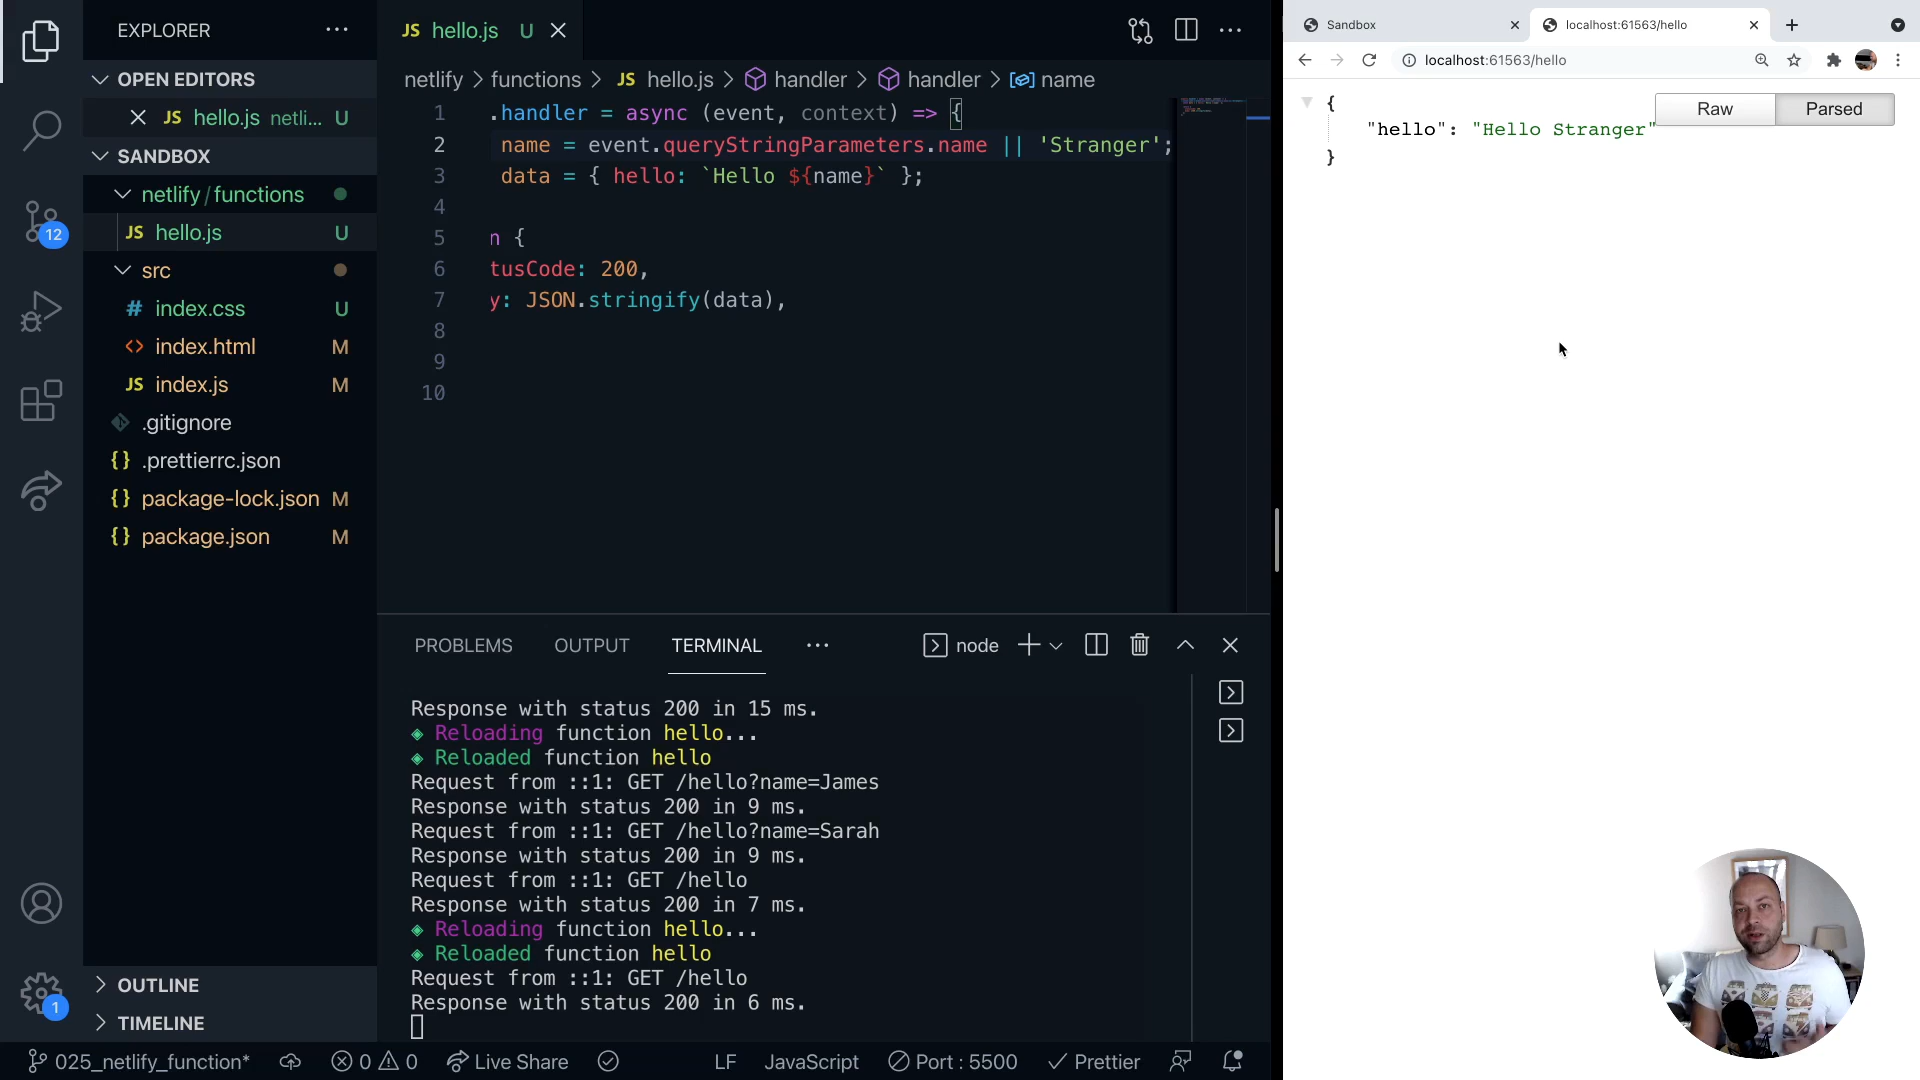 EXPLORER
OPEN EDITORS
JS hello.js netli... U
SANDBOX
netlify/functions
JS hello.js U
src
# index.css U
<> index.html M
JS index.js M
.gitignore
{} .prettierrc.json
{} package-lock.json M
{} package.json M
OUTLINE
TIMELINE
12
1
JS hello.js U
netlify > functions > JS hello.js > handler > handler > name
1 .handler = async (event, context) => {
2 name = event.queryStringParameters.name || 'Stranger';
3 data = { hello: `Hello ${name}` };
4
5 n {
6 tusCode: 200,
7 y: JSON.stringify(data),
8
9
10
PROBLEMS OUTPUT TERMINAL ... node
Response with status 200 in 15 ms.
◈ Reloading function hello...
◈ Reloaded function hello
Request from ::1: GET /hello?name=James
Response with status 200 in 9 ms.
Request from ::1: GET /hello?name=Sarah
Response with status 200 in 9 ms.
Request from ::1: GET /hello
Response with status 200 in 7 ms.
◈ Reloading function hello...
◈ Reloaded function hello
Request from ::1: GET /hello
Response with status 200 in 6 ms.
025_netlify_function* 0 0 Live Share LF JavaScript Port : 5500 Prettier
Sandbox localhost:61563/hello
localhost:61563/hello
Raw Parsed
{
"hello": "Hello Stranger"
}